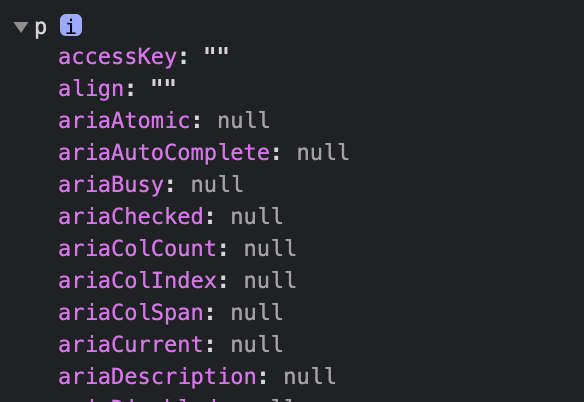 p i
accessKey: ""
align: ""
ariaAtomic: null
ariaAutoComplete: null
ariaBusy: null
ariaChecked: null
ariaColCount: null
ariaColIndex: null
ariaColSpan: null
ariaCurrent: null
ariaDescription: null